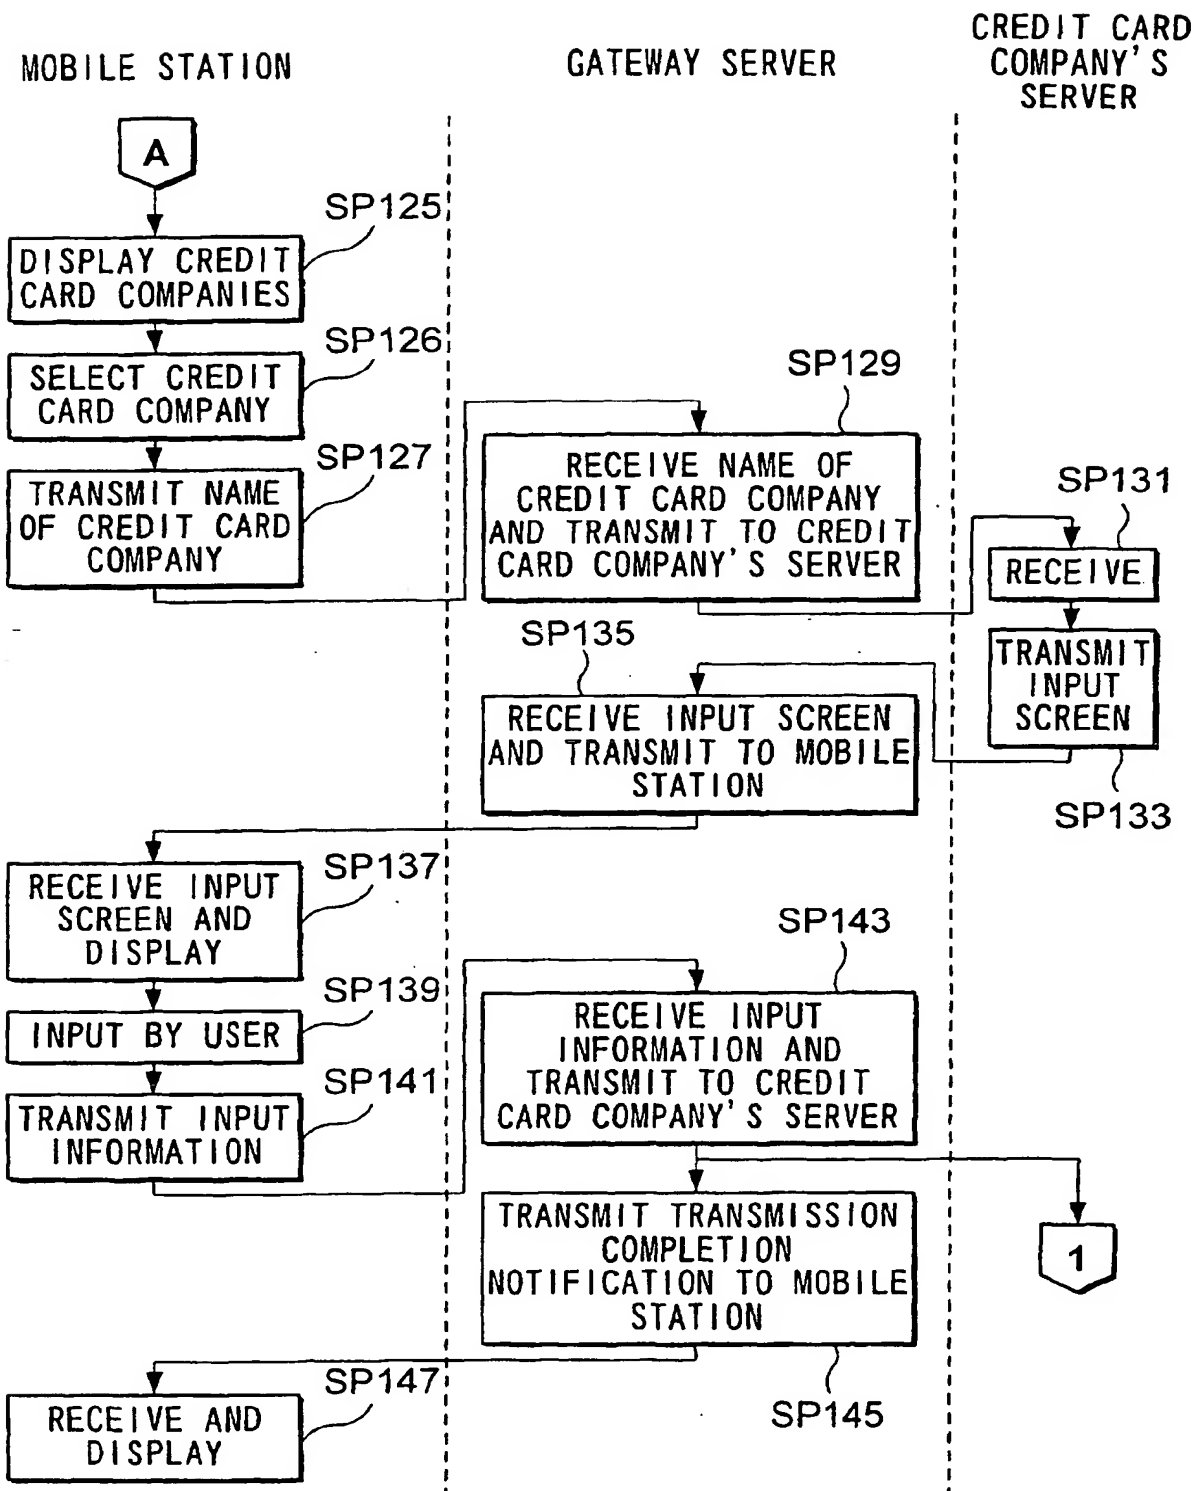 MOBILE STATION
GATEWAY SERVER
CREDIT CARD
COMPANY'S
SERVER
A
SP125
DISPLAY CREDIT
CARD COMPANIES
SP126
SELECT CREDIT
CARD COMPANY
SP127
TRANSMIT NAME
OF CREDIT CARD
COMPANY
SP129
RECEIVE NAME OF
CREDIT CARD COMPANY
AND TRANSMIT TO CREDIT
CARD COMPANY'S SERVER
SP131
RECEIVE
TRANSMIT
INPUT
SCREEN
SP133
SP135
RECEIVE INPUT SCREEN
AND TRANSMIT TO MOBILE
STATION
SP137
RECEIVE INPUT
SCREEN AND
DISPLAY
SP139
INPUT BY USER
SP141
TRANSMIT INPUT
INFORMATION
SP143
RECEIVE INPUT
INFORMATION AND
TRANSMIT TO CREDIT
CARD COMPANY'S SERVER
1
TRANSMIT TRANSMISSION
COMPLETION
NOTIFICATION TO MOBILE
STATION
SP145
SP147
RECEIVE AND
DISPLAY